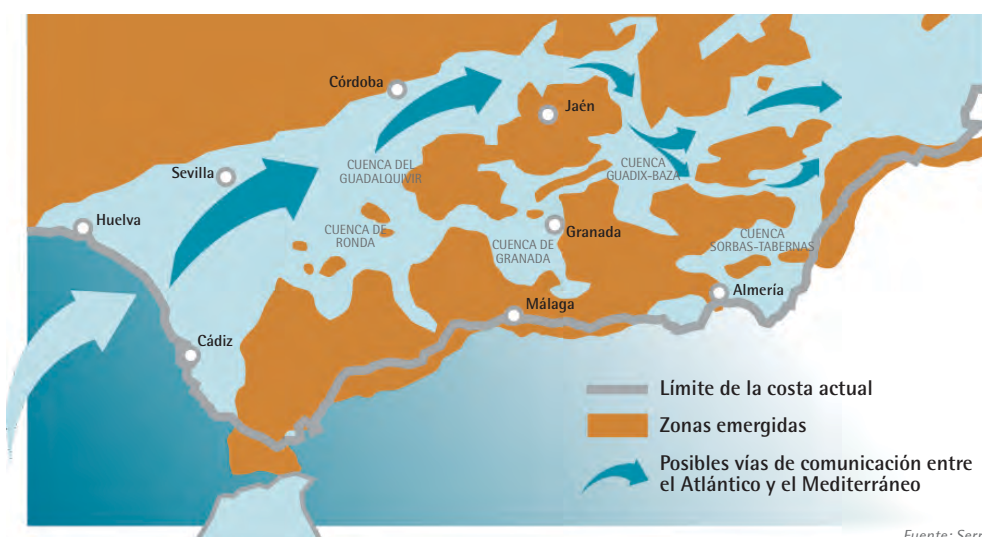 Córdoba
Jaén
Sevilla
CUENCA DEL
GUADALQUIVIR
CUENCA
GUADIX-BAZA
Huelva
CUENCA DE
RONDA
Granada
CUENCA DE
GRANADA
CUENCA
SORBAS-TABERNAS
Almería
Málaga
Cádiz
Límite de la costa actual
Zonas emergidas
Posibles vías de comunicación entre
el Atlántico y el Mediterráneo
Fuente: